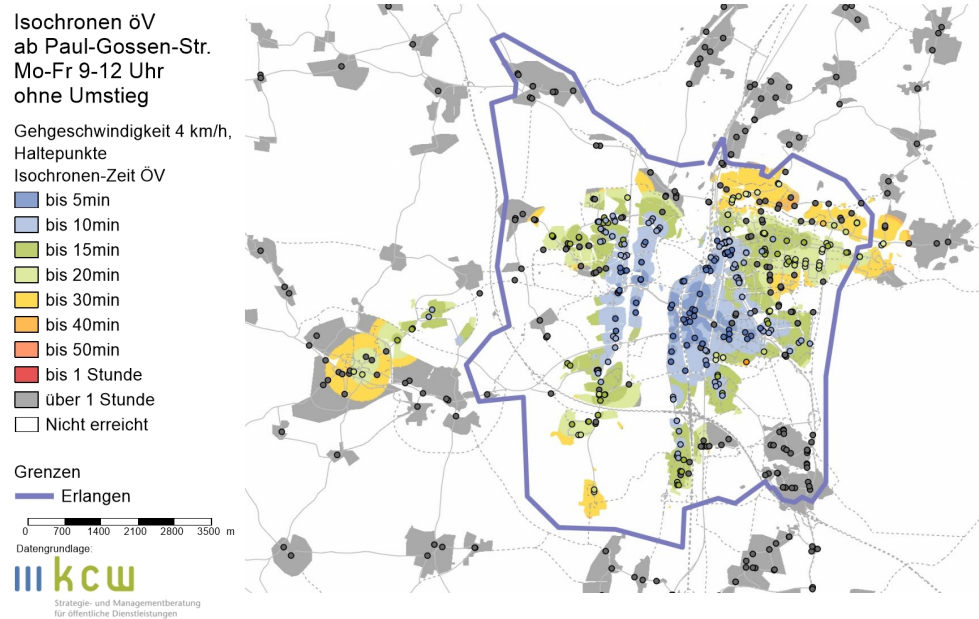 Isochronen öV
ab Paul-Gossen-Str.
Mo-Fr 9-12 Uhr
ohne Umstieg
Gehgeschwindigkeit 4 km/h,
Haltepunkte
Isochronen-Zeit ÖV
bis 5min
bis 10min
bis 15min
bis 20min
bis 30min
bis 40min
bis 50min
bis 1 Stunde
über 1 Stunde
Nicht erreicht
Grenzen
Erlangen
0 700 1400 2100 2800 3500 m
Datengrundlage:
kcw
Strategie- und Managementberatung
für öffentliche Dienstleistungen